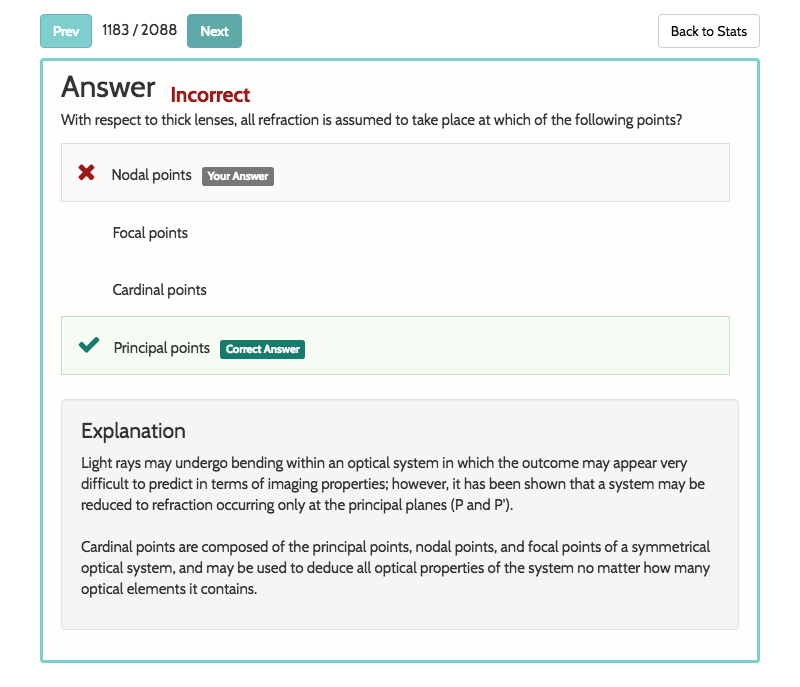 Prev 1183 / 2088 Next Back to Stats
Answer Incorrect
With respect to thick lenses, all refraction is assumed to take place at which of the following points?
Nodal points Your Answer
Focal points
Cardinal points
Principal points Correct Answer
Explanation
Light rays may undergo bending within an optical system in which the outcome may appear very
difficult to predict in terms of imaging properties; however, it has been shown that a system may be
reduced to refraction occurring only at the principal planes (P and P').
Cardinal points are composed of the principal points, nodal points, and focal points of a symmetrical
optical system, and may be used to deduce all optical properties of the system no matter how many
optical elements it contains.